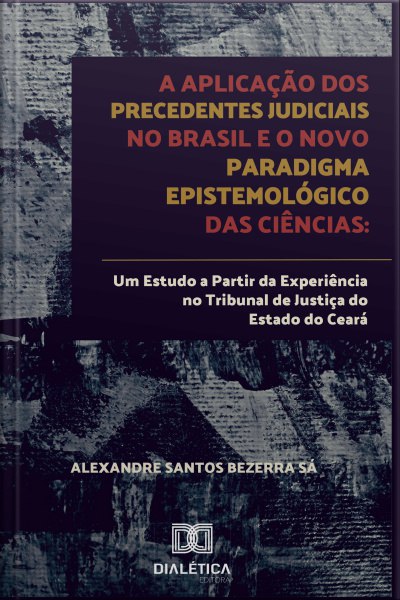 A APLICAÇÃO DOS
PRECEDENTES JUDICIAIS
NO BRASIL E O NOVO
PARADIGMA
EPISTEMOLÓGICO
DAS CIÊNCIAS:
Um Estudo a Partir da Experiência
no Tribunal de Justiça do
Estado do Ceará
ALEXANDRE SANTOS BEZERRA SÁ
DIALÉTICA
EDITORA